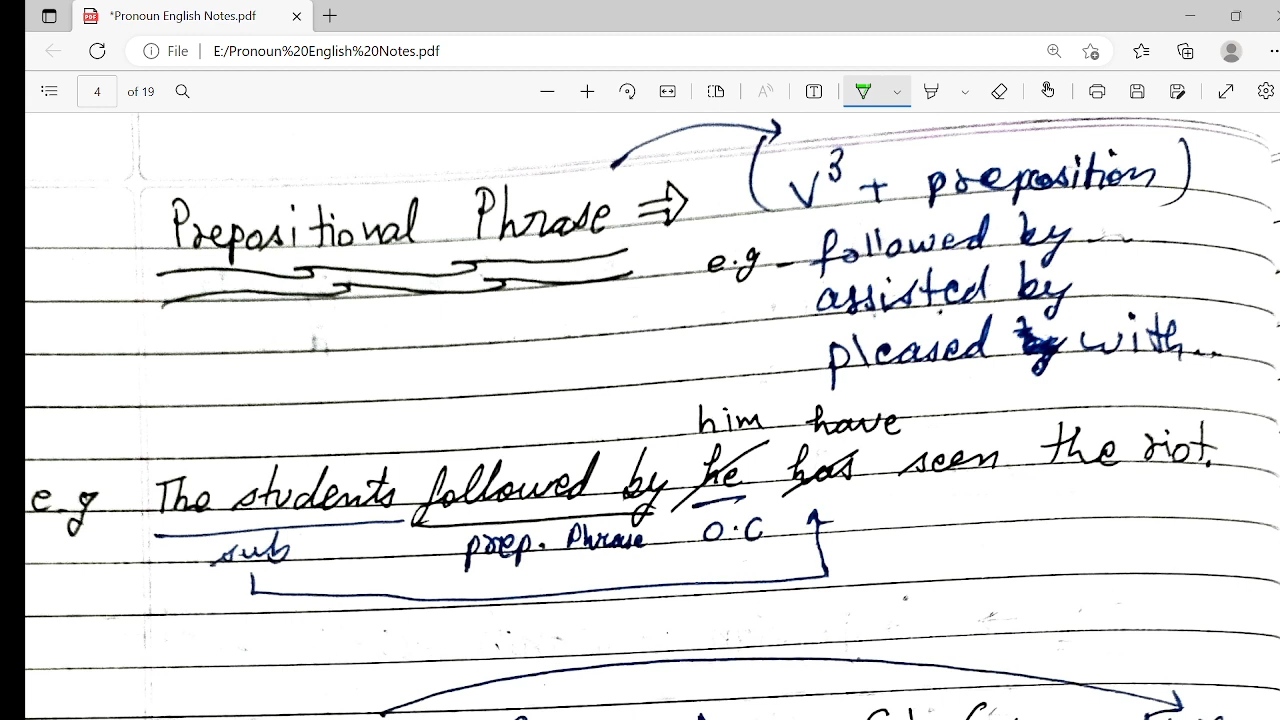 *Pronoun English Notes.pdf
File E:/Pronoun%20English%20Notes.pdf
4 of 19
Prepositional Phrase ⇒ (V³ + preposition)
e.g - followed by ...
assisted by
pleased with...
him have
e.g The students followed by he has seen the riot.
sub prep. Phrase O.C